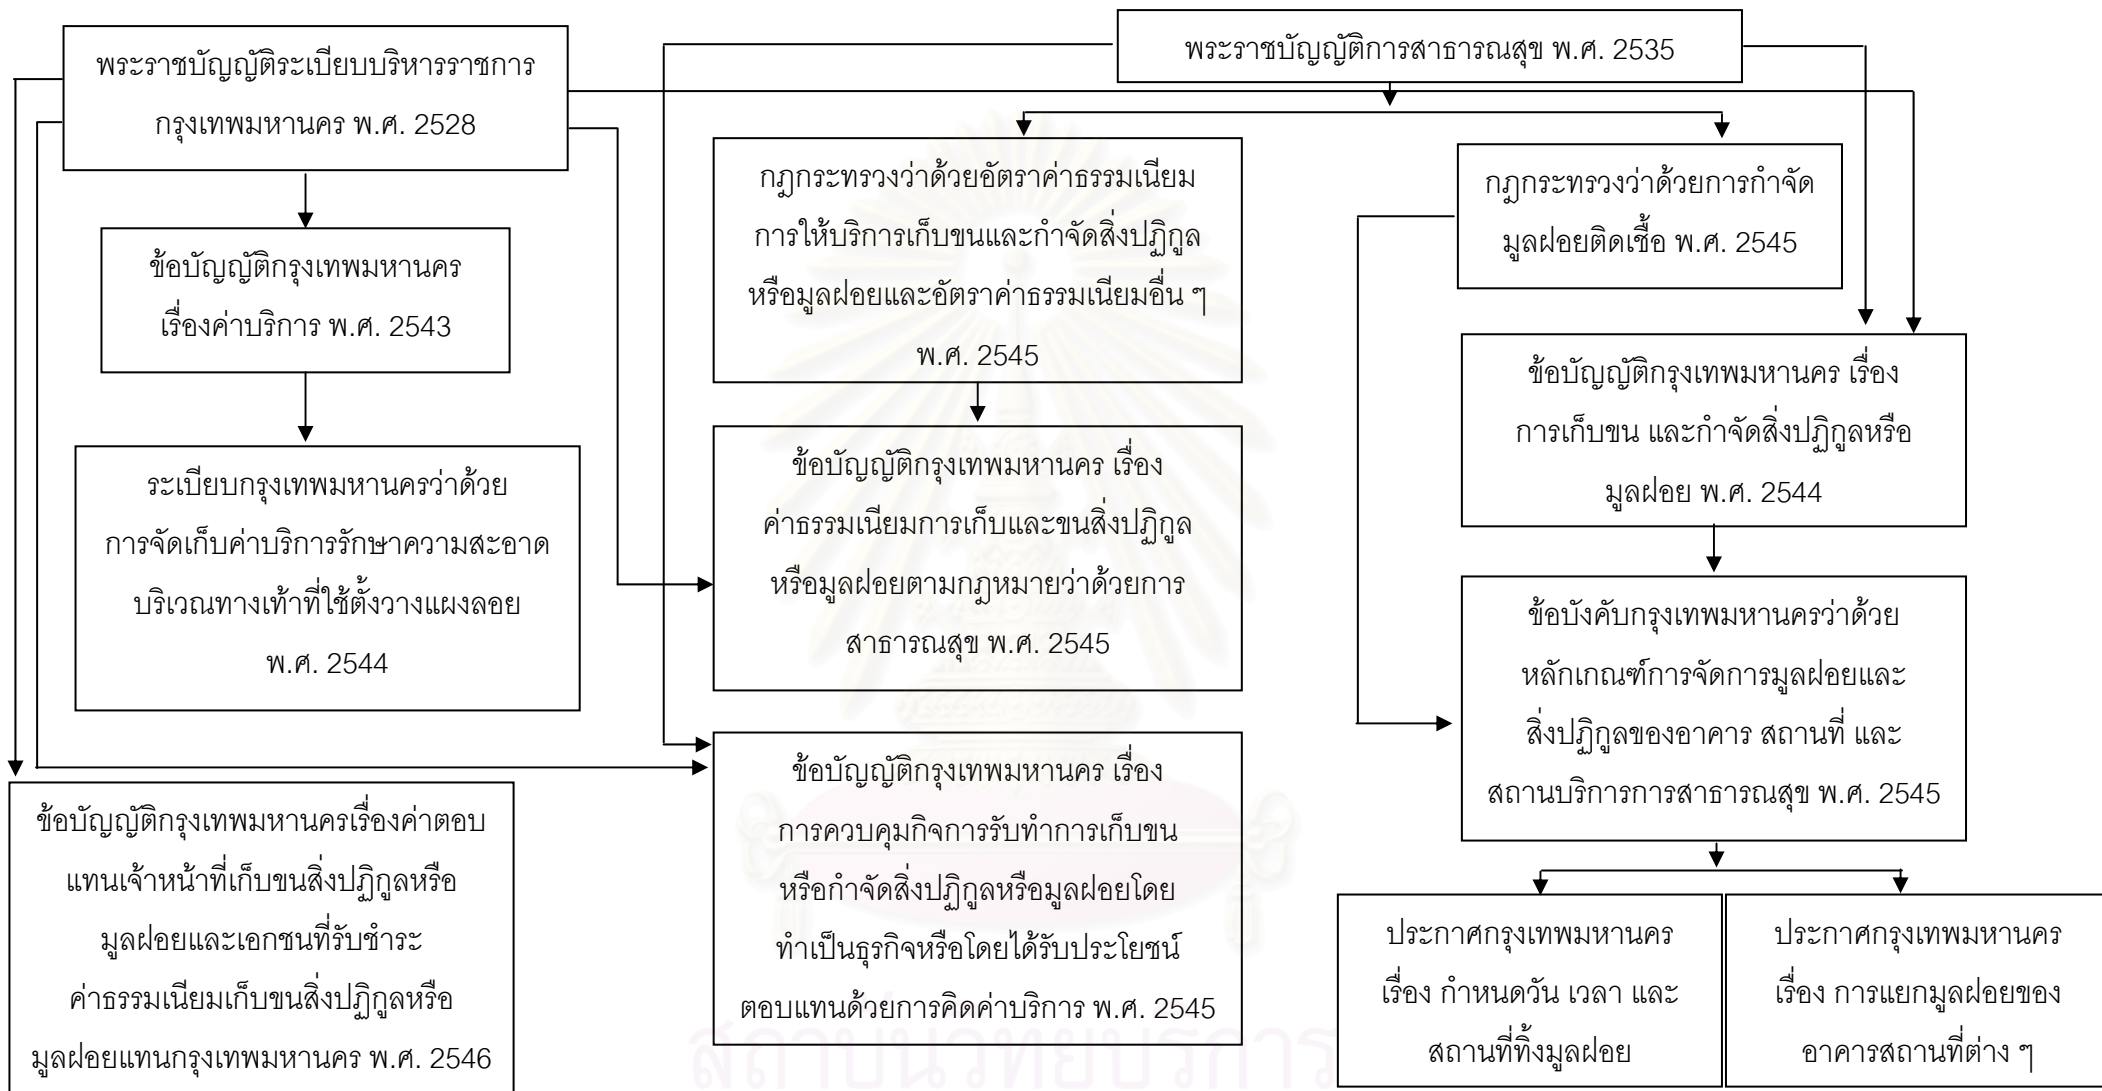 พระราชบัญญัติระเบียบบริหารราชการ
กรุงเทพมหานคร พ.ศ. 2528
พระราชบัญญัติการสาธารณสุข พ.ศ. 2535
ข้อบัญญัติกรุงเทพมหานคร
เรื่องค่าบริการ พ.ศ. 2543
ระเบียบกรุงเทพมหานครว่าด้วย
การจัดเก็บค่าบริการรักษาความสะอาด
บริเวณทางเท้าที่ใช้ตั้งวางแผงลอย
พ.ศ. 2544
ข้อบัญญัติกรุงเทพมหานครเรื่องค่าตอบ
แทนเจ้าหน้าที่เก็บขนสิ่งปฏิกูลหรือ
มูลฝอยและเอกชนที่รับชำระ
ค่าธรรมเนียมเก็บขนสิ่งปฏิกูลหรือ
มูลฝอยแทนกรุงเทพมหานคร พ.ศ. 2546
กฎกระทรวงว่าด้วยอัตราค่าธรรมเนียม
การให้บริการเก็บขนและกำจัดสิ่งปฏิกูล
หรือมูลฝอยและอัตราค่าธรรมเนียมอื่น ๆ
พ.ศ. 2545
ข้อบัญญัติกรุงเทพมหานคร เรื่อง
ค่าธรรมเนียมการเก็บและขนสิ่งปฏิกูล
หรือมูลฝอยตามกฎหมายว่าด้วยการ
สาธารณสุข พ.ศ. 2545
ข้อบัญญัติกรุงเทพมหานคร เรื่อง
การควบคุมกิจการรับทำการเก็บขน
หรือกำจัดสิ่งปฏิกูลหรือมูลฝอยโดย
ทำเป็นธุรกิจหรือโดยได้รับประโยชน์
ตอบแทนด้วยการคิดค่าบริการ พ.ศ. 2545
กฎกระทรวงว่าด้วยการกำจัด
มูลฝอยติดเชื้อ พ.ศ. 2545
ข้อบัญญัติกรุงเทพมหานคร เรื่อง
การเก็บขน และกำจัดสิ่งปฏิกูลหรือ
มูลฝอย พ.ศ. 2544
ข้อบังคับกรุงเทพมหานครว่าด้วย
หลักเกณฑ์การจัดการมูลฝอยและ
สิ่งปฏิกูลของอาคาร สถานที่ และ
สถานบริการการสาธารณสุข พ.ศ. 2545
ประกาศกรุงเทพมหานคร
เรื่อง กำหนดวัน เวลา และ
สถานที่ทิ้งมูลฝอย
ประกาศกรุงเทพมหานคร
เรื่อง การแยกมูลฝอยของ
อาคารสถานที่ต่าง ๆ
สถาบันวิทยบริการ